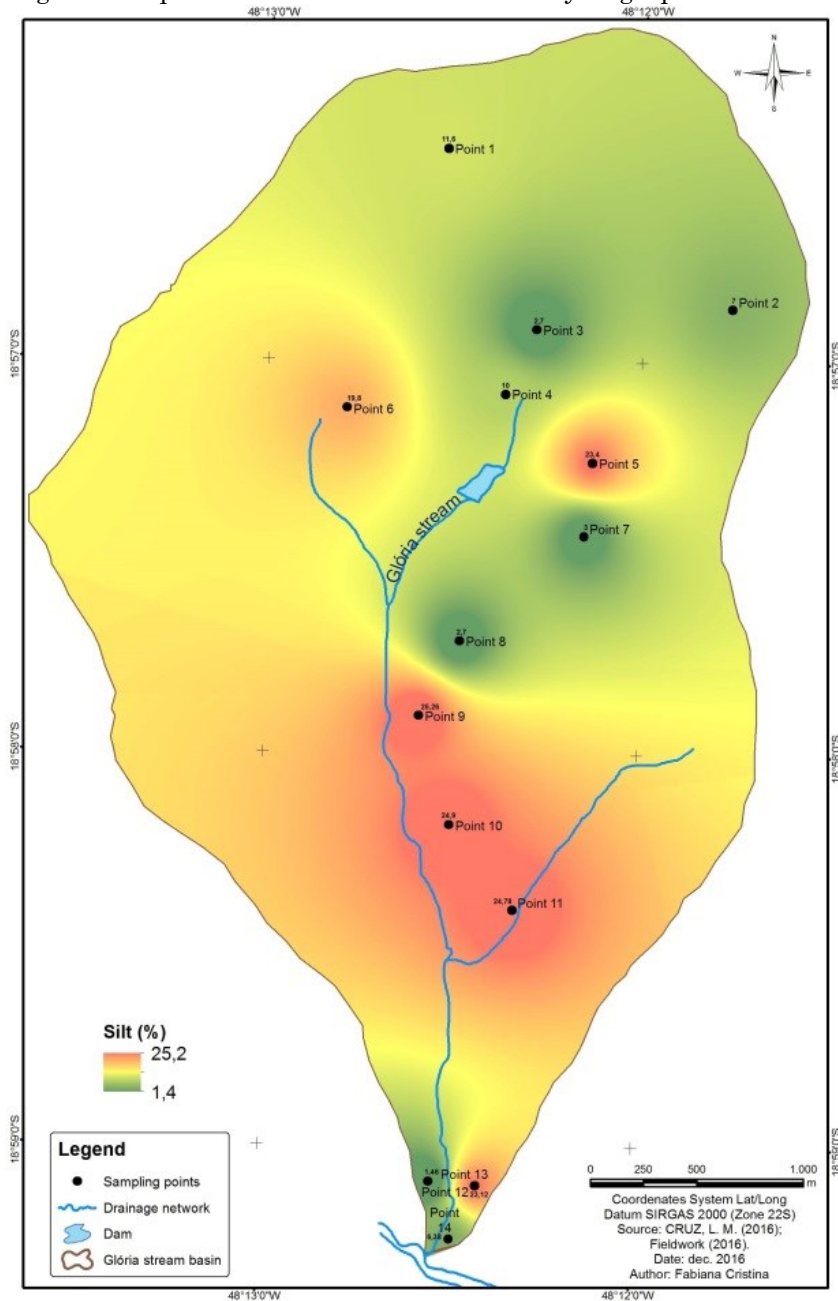 48°13'0"W 48°12'0"W
N
W E
S
11,6 Point 1
7 Point 2
2,7 Point 3
18°57'0"S 18°57'0"S
10 Point 4
19,8 Point 6
23,4 Point 5
Glória stream
3 Point 7
2,7 Point 8
25,25 Point 9
18°58'0"S 18°58'0"S
24,9 Point 10
24,78 Point 11
Silt (%)
25,2
1,4
18°59'0"S 18°59'0"S
1,46 Point 13
Point 12 23,12
Point
14
Legend
Sampling points
Drainage network
Dam
Glória stream basin
0 250 500 1.000
m
Coordenates System Lat/Long
Datum SIRGAS 2000 (Zone 22S)
Source: CRUZ, L. M. (2016);
Fieldwork (2016).
Date: dec. 2016
Author: Fabiana Cristina
48°13'0"W 48°12'0"W